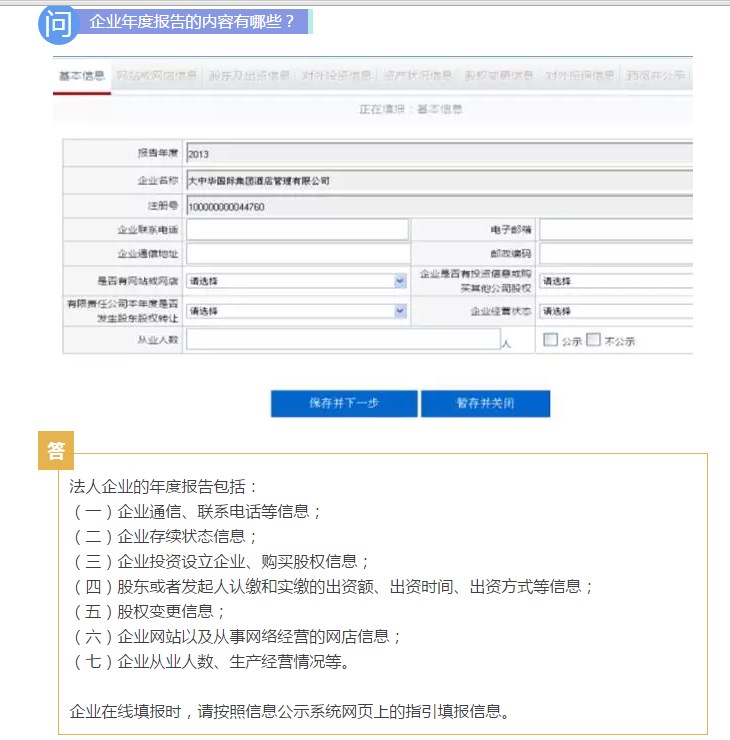 问 企业年度报告的内容有哪些？
基本信息 网站或网店信息 股东及出资信息 对外投资信息 资产状况信息 股权变更信息 对外担保信息 预览并公示
正在填报：基本信息
报告年度 2013
企业名称 大中华国际集团酒店管理有限公司
注册号 100000000044760
企业联系电话 电子邮箱
企业通信地址 邮政编码
是否有网站或网店 请选择 企业是否有投资信息或购买其他公司股权 请选择
有限责任公司本年度是否发生股东股权转让 请选择 企业经营状态 请选择
从业人数 人 公示 不公示
保存并下一步 暂存并关闭
答
法人企业的年度报告包括：
（一）企业通信、联系电话等信息；
（二）企业存续状态信息；
（三）企业投资设立企业、购买股权信息；
（四）股东或者发起人认缴和实缴的出资额、出资时间、出资方式等信息；
（五）股权变更信息；
（六）企业网站以及从事网络经营的网店信息；
（七）企业从业人数、生产经营情况等。
企业在线填报时，请按照信息公示系统网页上的指引填报信息。